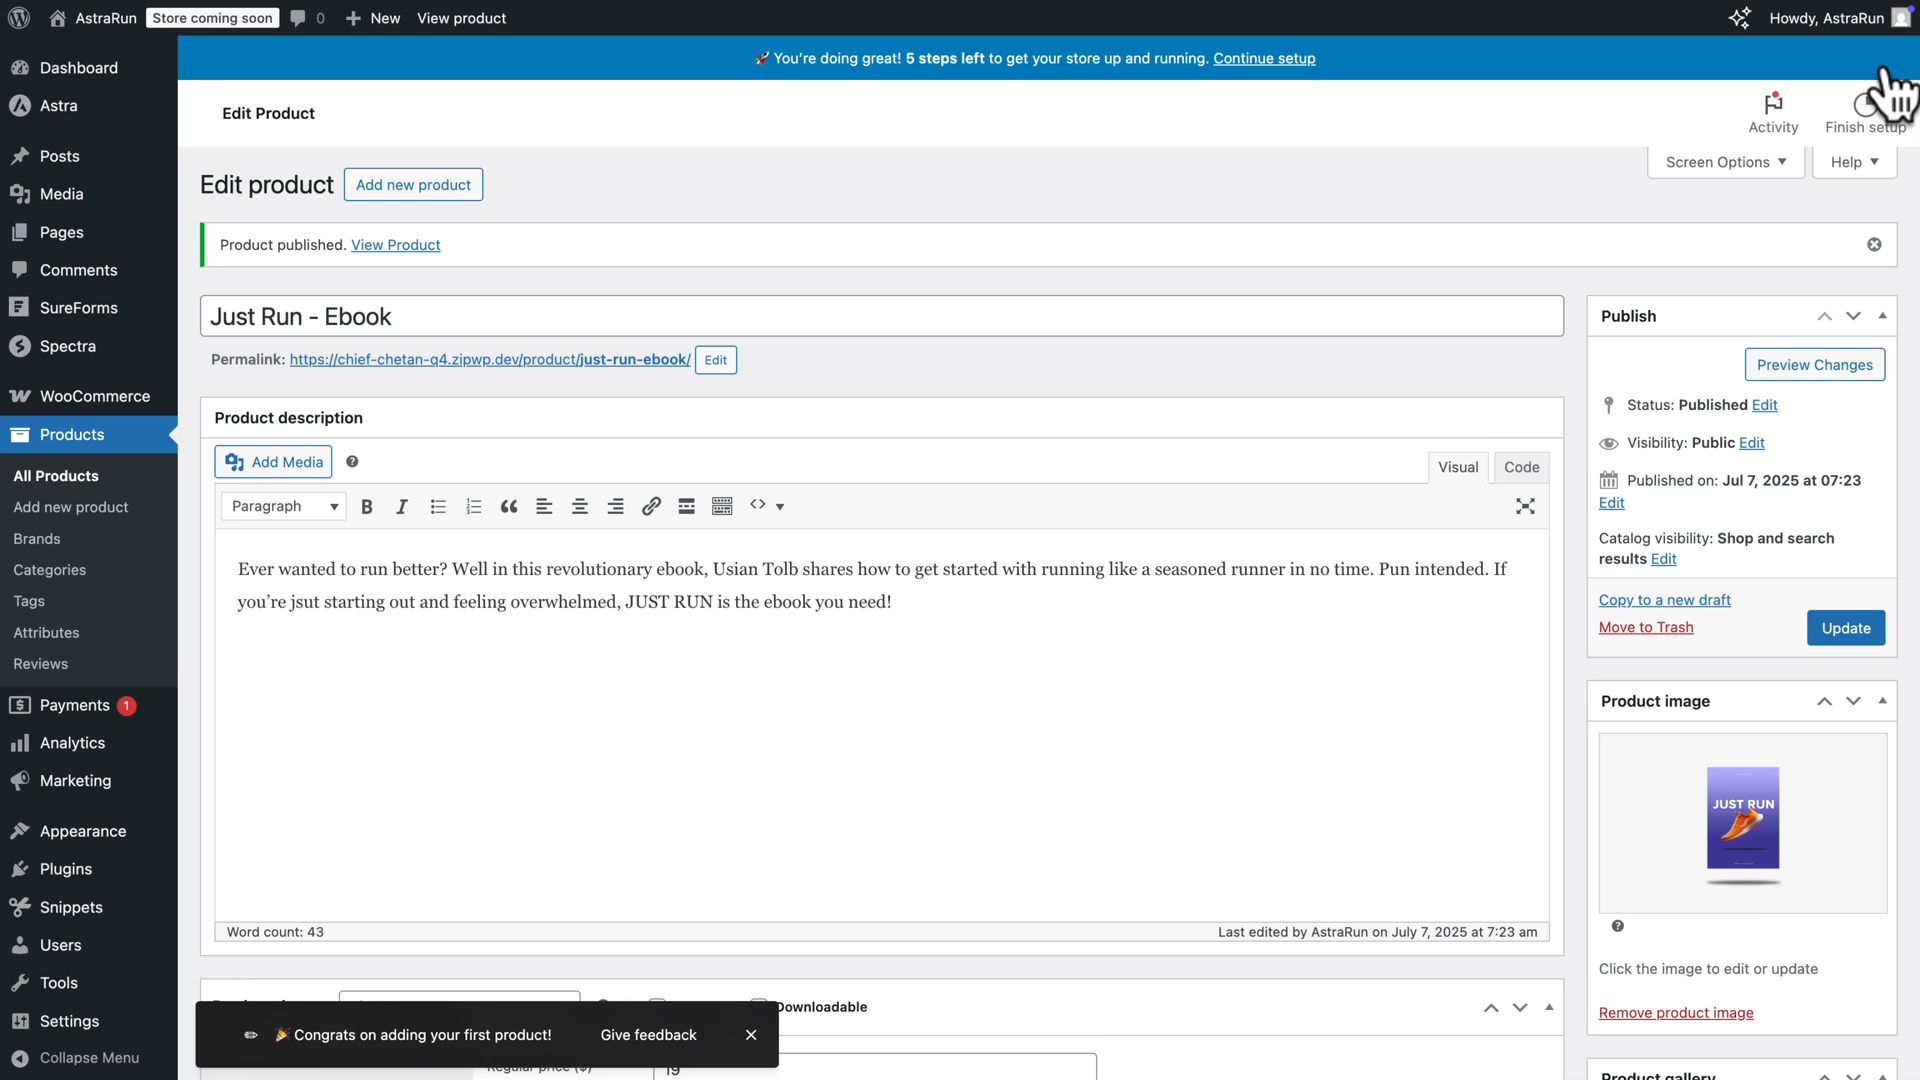 AstraRun
Store coming soon
0
New
View product
Howdy, AstraRun
🚀 You're doing great! 5 steps left to get your store up and running. Continue setup
Dashboard
Astra
Posts
Media
Pages
Comments
SureForms
Spectra
WooCommerce
Products
All Products
Add new product
Brands
Categories
Tags
Attributes
Reviews
Payments 1
Analytics
Marketing
Appearance
Plugins
Snippets
Users
Tools
Settings
Collapse Menu
Edit Product
Activity
Finish setup
Screen Options
Help
Edit product
Add new product
Product published. View Product
Just Run - Ebook
Permalink: https://chief-chetan-q4.zipwp.dev/product/just-run-ebook/ Edit
Product description
Add Media
Visual
Code
Paragraph
Ever wanted to run better? Well in this revolutionary ebook, Usian Tolb shares how to get started with running like a seasoned runner in no time. Pun intended. If
you're jsut starting out and feeling overwhelmed, JUST RUN is the ebook you need!
Word count: 43
Last edited by AstraRun on July 7, 2025 at 7:23 am
Downloadable
🎉 Congrats on adding your first product!
Give feedback
Regular price ($)
19
Publish
Preview Changes
Status: Published Edit
Visibility: Public Edit
Published on: Jul 7, 2025 at 07:23
Edit
Catalog visibility: Shop and search
results Edit
Copy to a new draft
Move to Trash
Update
Product image
JUST RUN
Click the image to edit or update
Remove product image
Product gallery